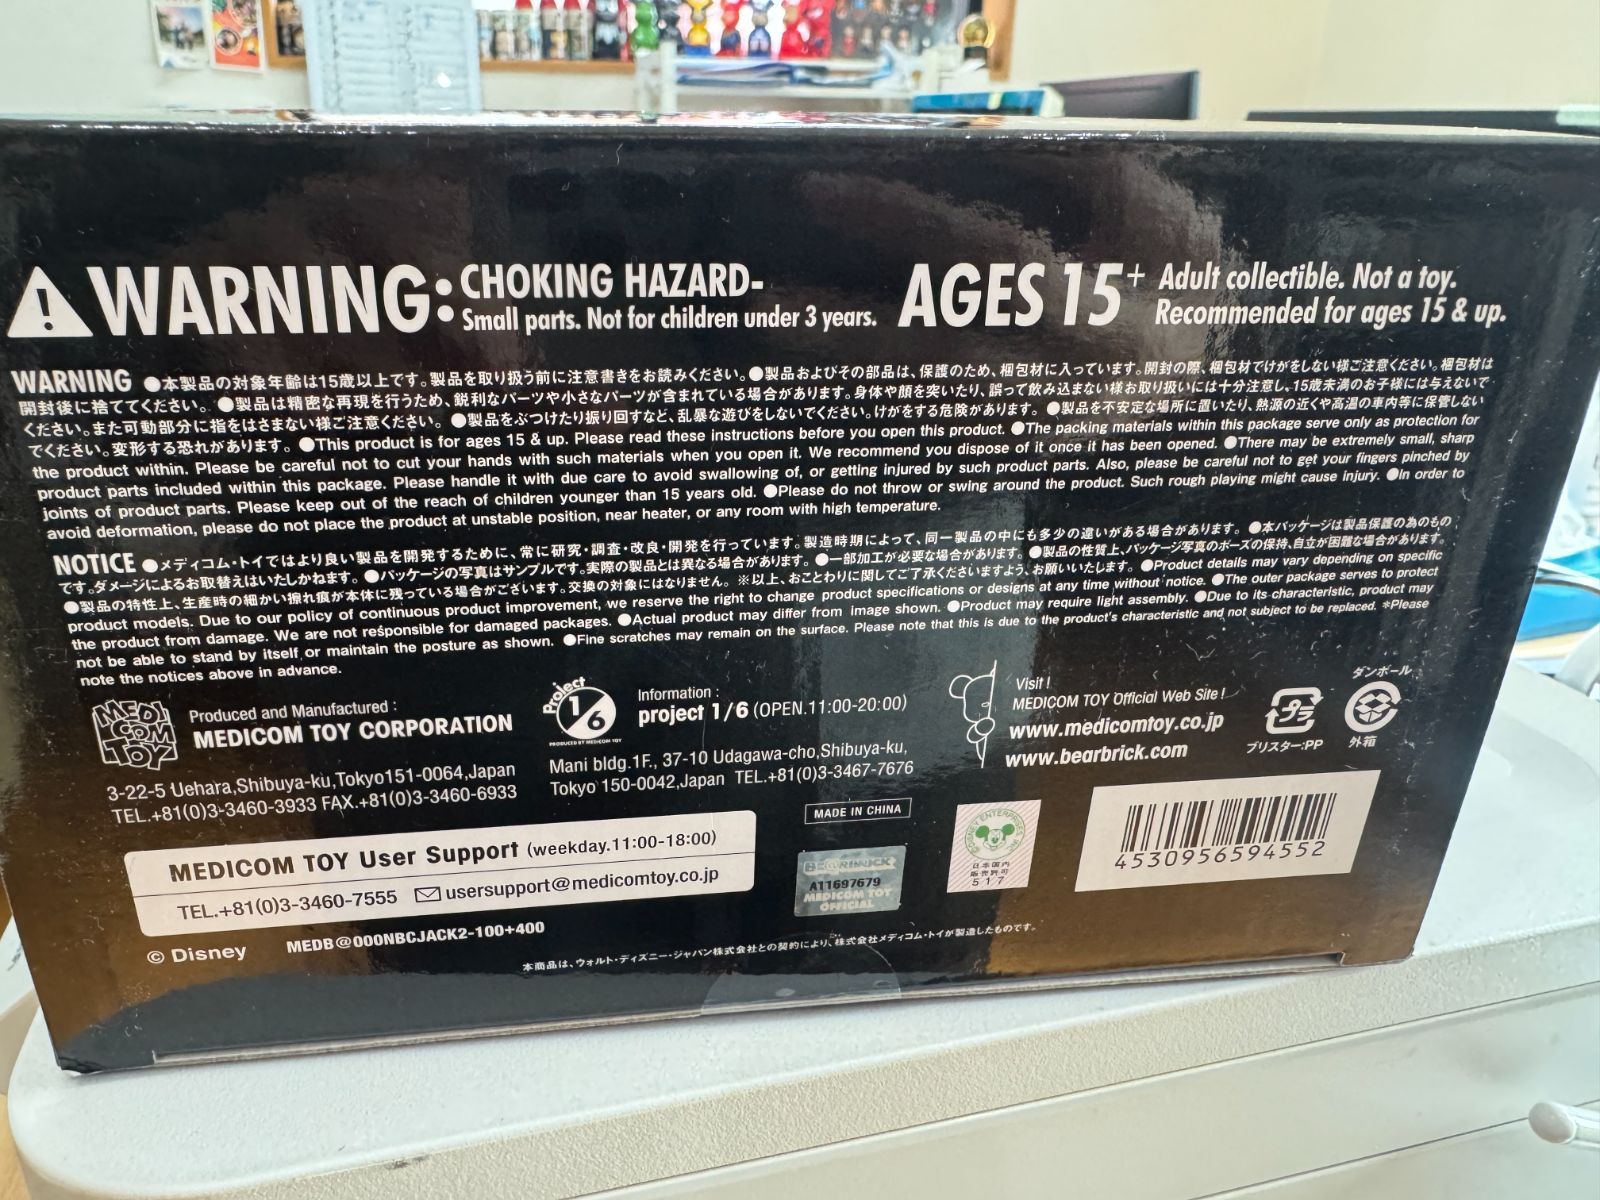 WARNING: CHOKING HAZARD-
Small parts. Not for children under 3 years.
AGES 15+ Adult collectible. Not a toy.
Recommended for ages 15 & up.
WARNING ●本製品の対象年齢は15歳以上です。製品を取り扱う前に注意書きをお読みください。●製品およびその部品は、保護のため、梱包材に入っています。開封の際、梱包材でけがをしない様ご注意ください。梱包材は
開封後に捨ててください。●製品は精密な再現を行うため、鋭利なパーツや小さなパーツが含まれている場合があります。身体や顔を突いたり、誤って飲み込まない様お取り扱いには十分注意し、15歳未満のお子様には与えないで
ください。また可動部分に指をはさまない様ご注意ください。●製品をぶつけたり振り回すなど、乱暴な遊びをしないでください。けがをする危険があります。●製品を不安定な場所に置いたり、熱源の近くや高温の車内等に保管しない
でください。変形する恐れがあります。●This product is for ages 15 & up. Please read these instructions before you open this product. ●The packing materials within this package serve only as protection for
the product within. Please be careful not to cut your hands with such materials when you open it. We recommend you dispose of it once it has been opened. ●There may be extremely small, sharp
product parts included within this package. Please handle it with due care to avoid swallowing of, or getting injured by such product parts. Also, please be careful not to get your fingers pinched by
joints of product parts. Please keep out of the reach of children younger than 15 years old. ●Please do not throw or swing around the product. Such rough playing might cause injury. ●In order to
avoid deformation, please do not place the product at unstable position, near heater, or any room with high temperature.
NOTICE ●メディコム・トイではより良い製品を開発するために、常に研究・調査・改良・開発を行っています。製造時期によって、同一製品の中にも多少の違いがある場合があります。●本パッケージは製品保護の為のもの
です。ダメージによるお取替えはいたしかねます。●パッケージの写真はサンプルです。実際の製品とは異なる場合があります。●一部加工が必要な場合があります。●製品の性質上、パッケージ写真のポーズの保持、自立が困難な場合があります。
●製品の特性上、生産時の細かい擦れ痕が本体に残っている場合がございます。交換の対象にはなりません。※以上、おことわりに関してご了承くださいますよう、お願いいたします。●Product details may vary depending on specific
product models. Due to our policy of continuous product improvement, we reserve the right to change product specifications or designs at any time without notice. ●The outer package serves to protect
the product from damage. We are not responsible for damaged packages. ●Actual product may differ from image shown. ●Product may require light assembly. ●Due to its characteristic, product may
not be able to stand by itself or maintain the posture as shown. ●Fine scratches may remain on the surface. Please note that this is due to the product's characteristic and not subject to be replaced. *Please
note the notices above in advance.
MEDI COM TOY
Produced and Manufactured :
MEDICOM TOY CORPORATION
3-22-5 Uehara,Shibuya-ku,Tokyo151-0064,Japan
TEL.+81(0)3-3460-3933 FAX.+81(0)3-3460-6933
Project 1/6
PRODUCED BY MEDICOM TOY
Information :
project 1/6 (OPEN.11:00-20:00)
Mani bldg.1F., 37-10 Udagawa-cho,Shibuya-ku,
Tokyo 150-0042,Japan TEL.+81(0)3-3467-7676
Visit !
MEDICOM TOY Official Web Site !
www.medicomtoy.co.jp
www.bearbrick.com
プラ
ブリスター:PP
ダンボール
外箱
MEDICOM TOY User Support (weekday.11:00-18:00)
TEL.+81(0)3-3460-7555 usersupport@medicomtoy.co.jp
MADE IN CHINA
BE@RBRICK
A11697679
MEDICOM TOY
OFFICIAL
DISNEY ENTERPRISES, INC.
日本国内
販売許可
517
4530956594552
© Disney
MEDB@000NBCJACK2-100+400
本商品は、ウォルト・ディズニー・ジャパン株式会社との契約により、株式会社メディコム・トイが製造したものです。